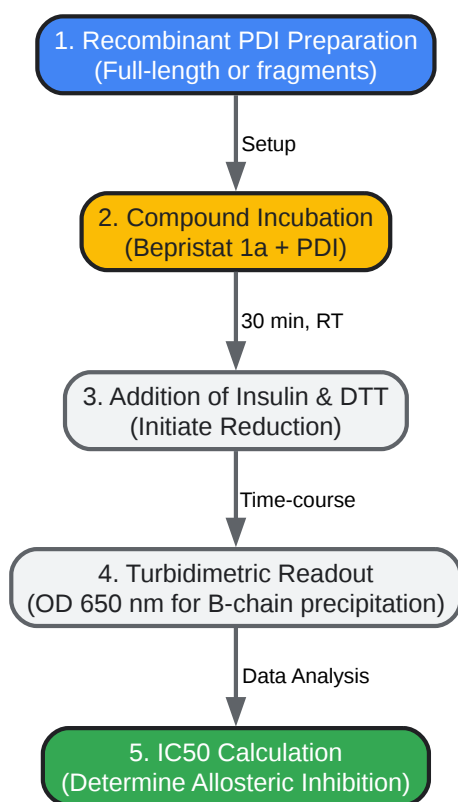 1. Recombinant PDI Preparation
(Full-length or fragments)
Setup
2. Compound Incubation
(Bepristat 1a + PDI)
30 min, RT
3. Addition of Insulin & DTT
(Initiate Reduction)
Time-course
4. Turbidimetric Readout
(OD 650 nm for B-chain precipitation)
Data Analysis
5. IC50 Calculation
(Determine Allosteric Inhibition)